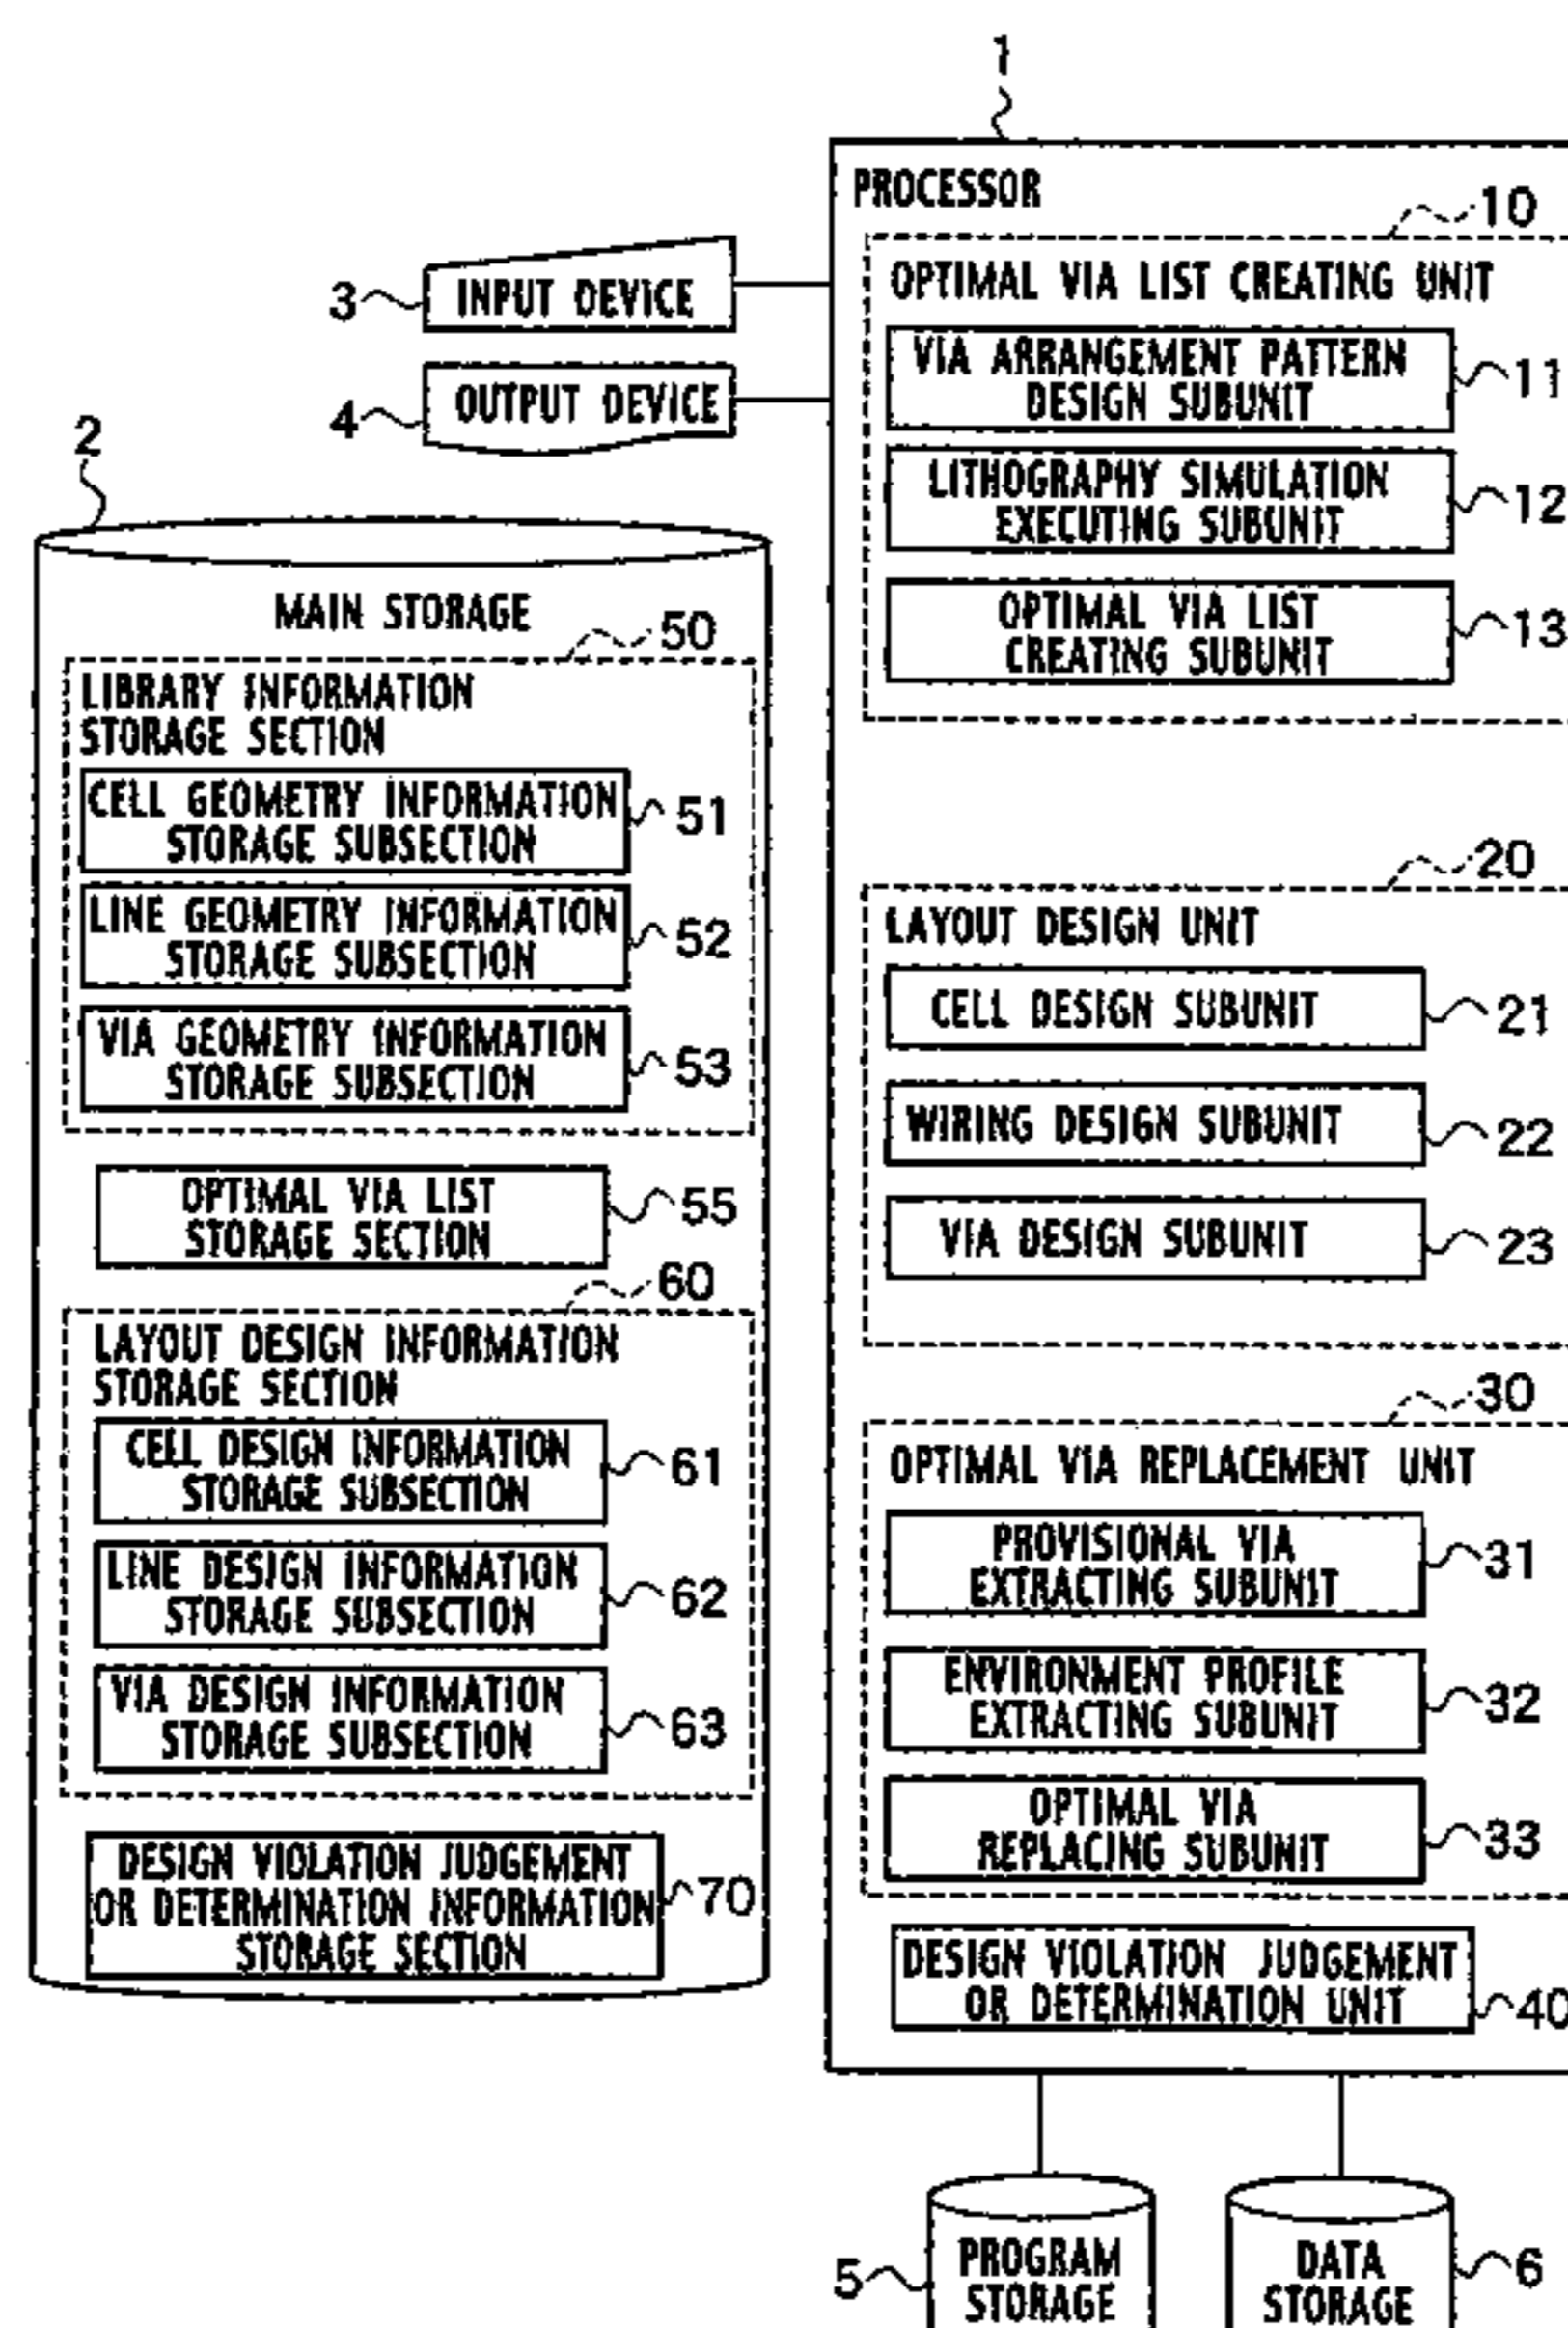 1
PROCESSOR
10
OPTIMAL VIA LIST CREATING UNIT
VIA ARRANGEMENT PATTERN
DESIGN SUBUNIT
11
LITHOGRAPHY SIMULATION
EXECUTING SUBUNIT
12
OPTIMAL VIA LIST
CREATING SUBUNIT
13
3
INPUT DEVICE
4
OUTPUT DEVICE
2
MAIN STORAGE
50
LIBRARY INFORMATION
STORAGE SECTION
CELL GEOMETRY INFORMATION
STORAGE SUBSECTION
51
LINE GEOMETRY INFORMATION
STORAGE SUBSECTION
52
VIA GEOMETRY INFORMATION
STORAGE SUBSECTION
53
OPTIMAL VIA LIST
STORAGE SECTION
55
60
LAYOUT DESIGN INFORMATION
STORAGE SECTION
CELL DESIGN INFORMATION
STORAGE SUBSECTION
61
LINE DESIGN INFORMATION
STORAGE SUBSECTION
62
VIA DESIGN INFORMATION
STORAGE SUBSECTION
63
DESIGN VIOLATION JUDGEMENT
OR DETERMINATION INFORMATION
STORAGE SECTION
70
20
LAYOUT DESIGN UNIT
CELL DESIGN SUBUNIT
21
WIRING DESIGN SUBUNIT
22
VIA DESIGN SUBUNIT
23
30
OPTIMAL VIA REPLACEMENT UNIT
PROVISIONAL VIA
EXTRACTING SUBUNIT
31
ENVIRONMENT PROFILE
EXTRACTING SUBUNIT
32
OPTIMAL VIA
REPLACING SUBUNIT
33
DESIGN VIOLATION JUDGEMENT
OR DETERMINATION UNIT
40
5
PROGRAM
STORAGE
DATA
STORAGE
6